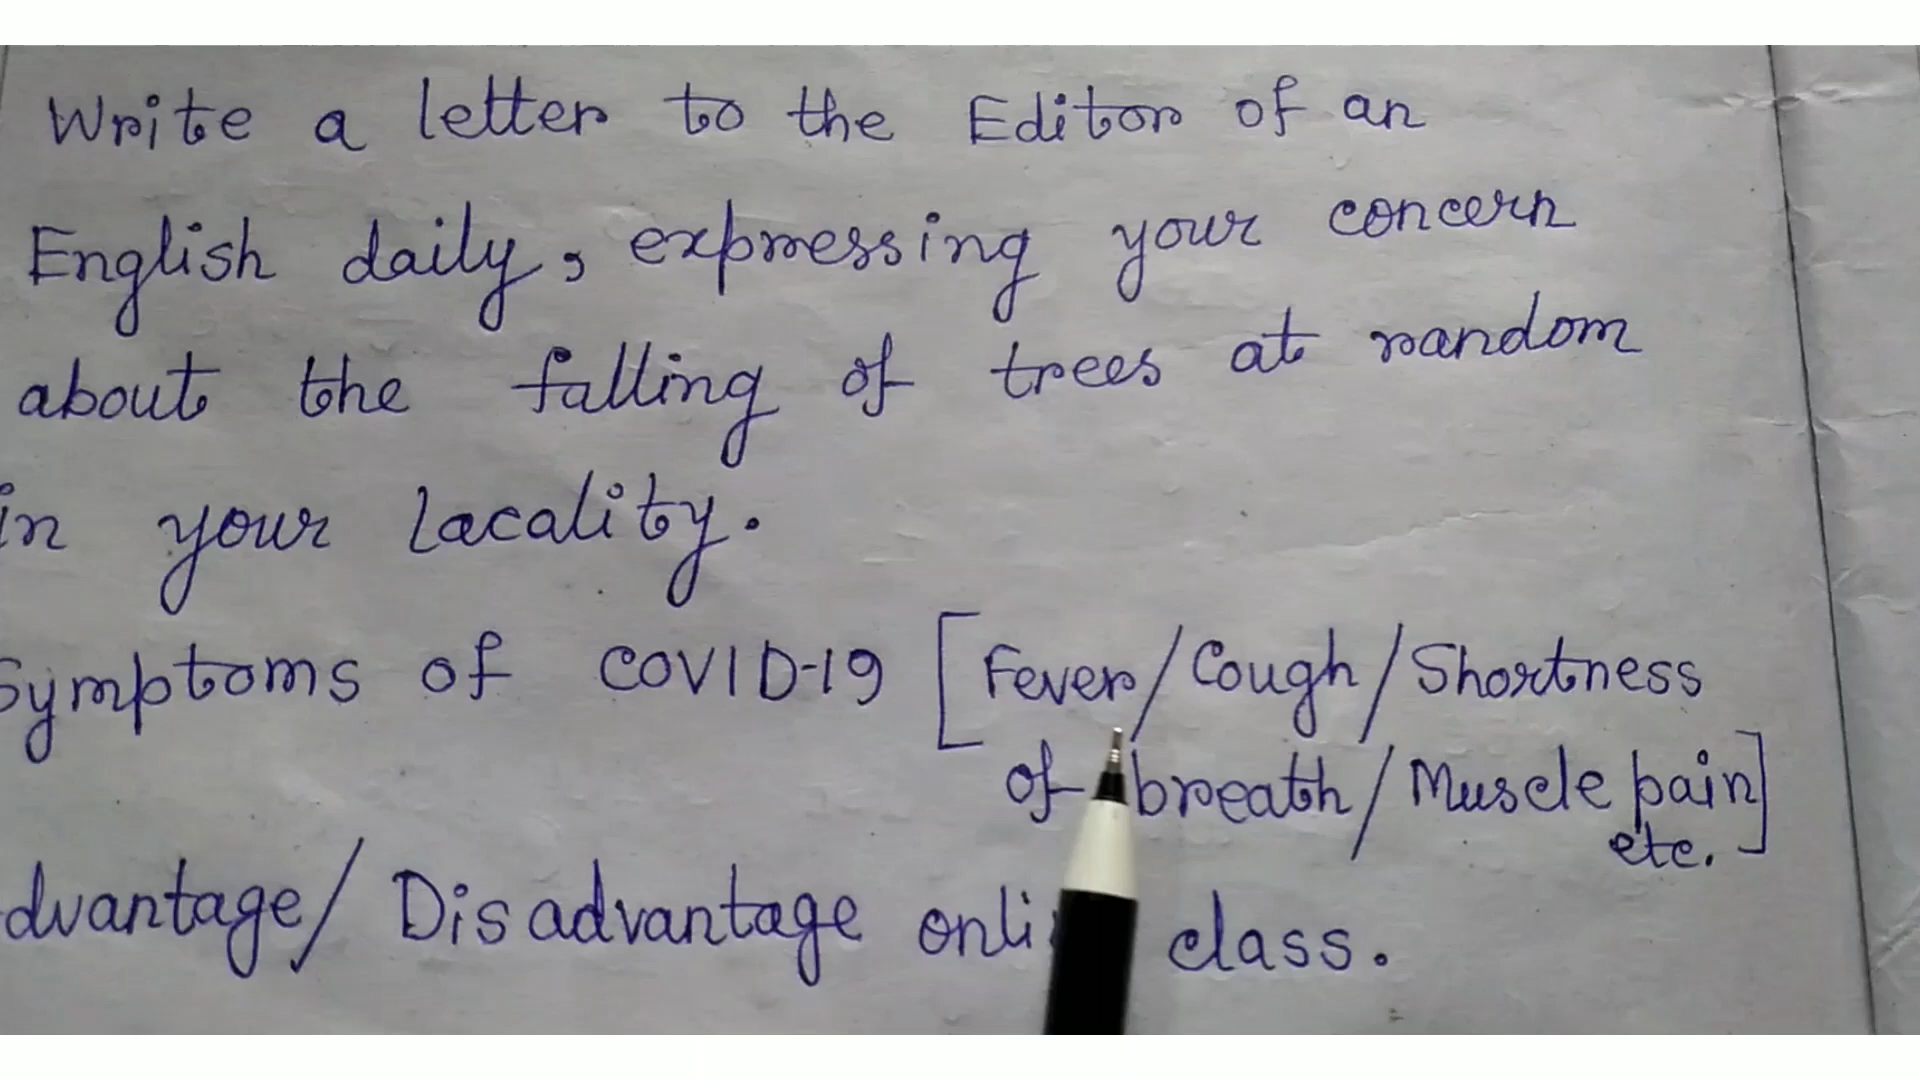 Write a letter to the Editor of an
English daily, expressing your concern
about the falling of trees at random
in your lacality.
Symptoms of COVID-19 [Fever/Cough/Shortness
of breath/Muscle pain
etc.]
dvantage/Disadvantage class.